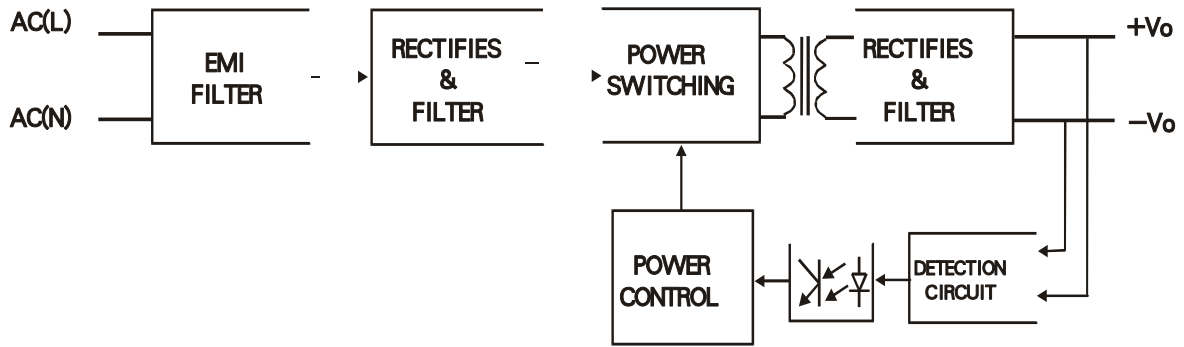 AC(L)
AC(N)
EMI
FILTER
RECTIFIES
&
FILTER
POWER
SWITCHING
RECTIFIES
&
FILTER
+Vo
—Vo
POWER
CONTROL
DETECTION
CIRCUIT